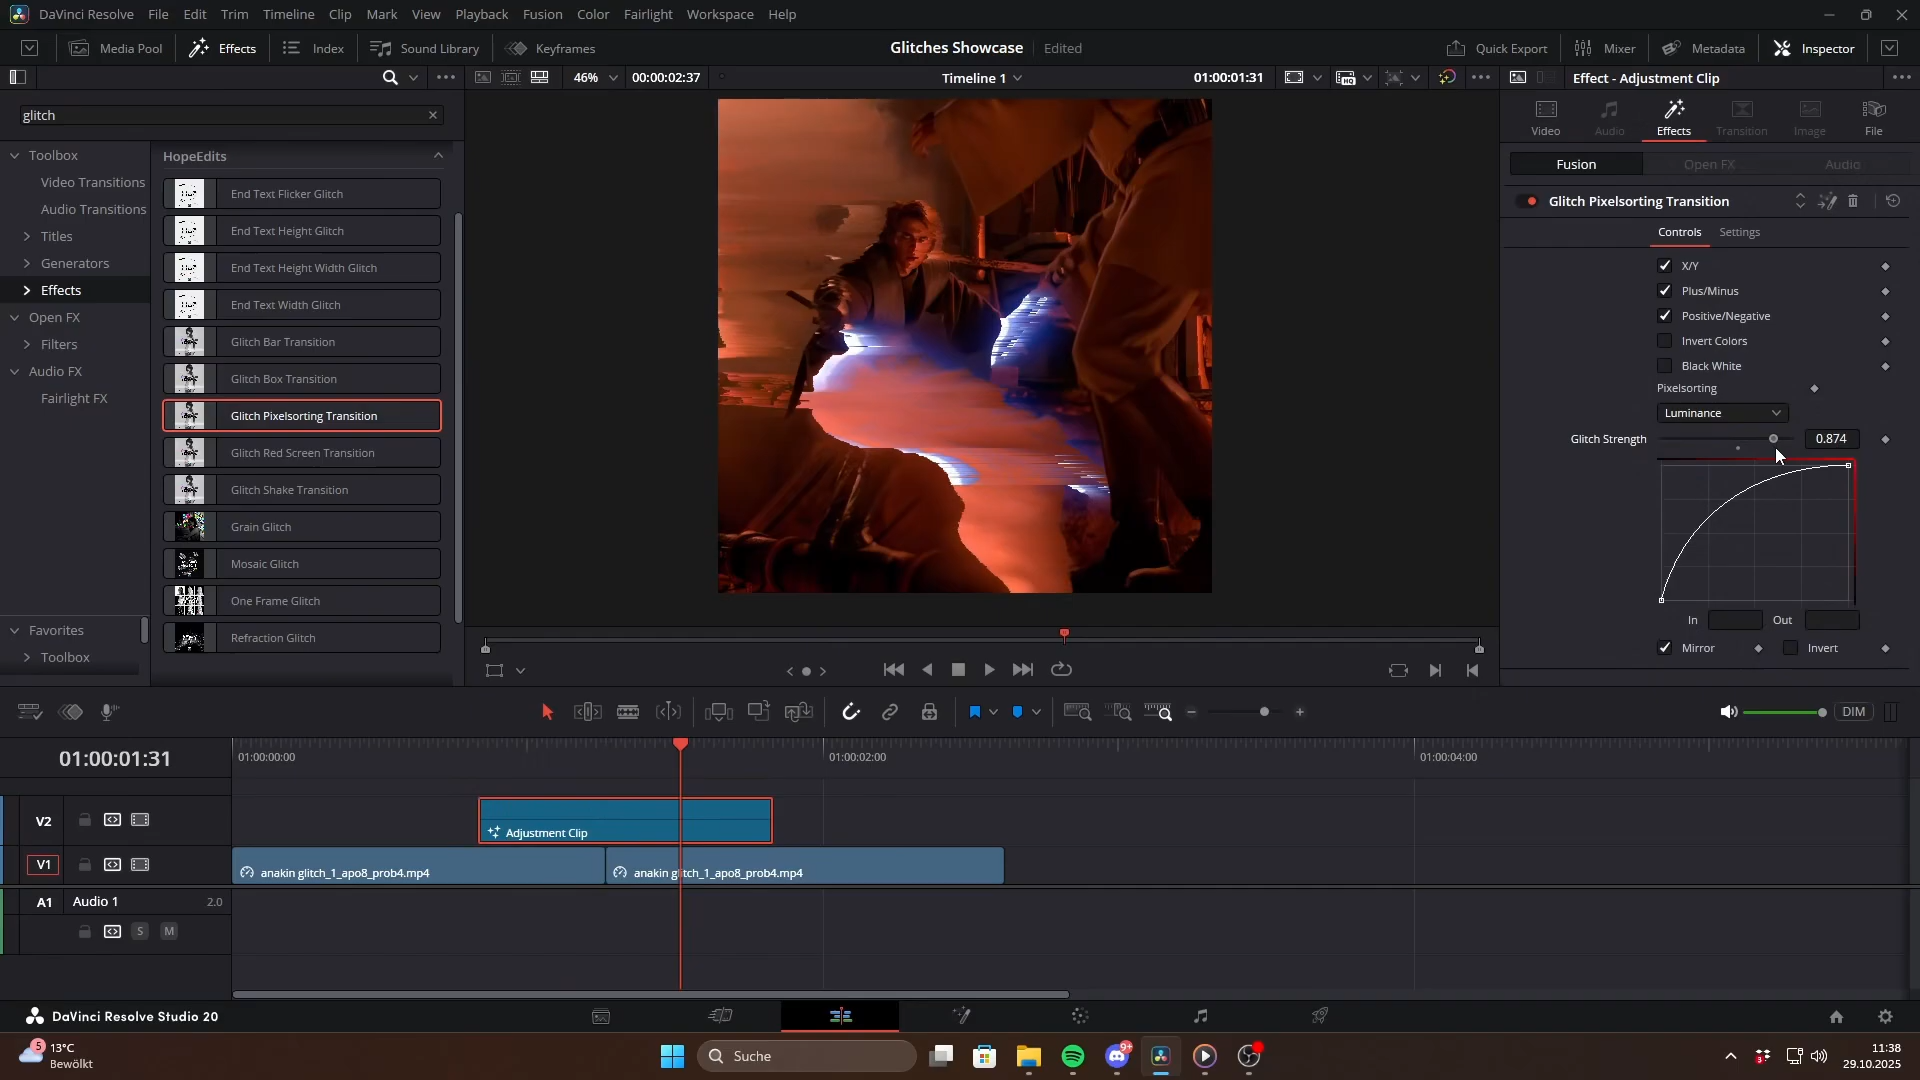 DaVinci Resolve File Edit Trim Timeline Clip Mark View Playback Fusion Color Fairlight Workspace Help
Media Pool Effects Index Sound Library Keyframes Glitches Showcase Edited Quick Export Mixer Metadata Inspector
46% 00:00:02:37 Timeline 1 01:00:01:31 Effect - Adjustment Clip
glitch
Toolbox
Video Transitions
Audio Transitions
Titles
Generators
Effects
Open FX
Filters
Audio FX
Fairlight FX
Favorites
Toolbox
HopeEdits
End Text Flicker Glitch
End Text Height Glitch
End Text Height Width Glitch
End Text Width Glitch
Glitch Bar Transition
Glitch Box Transition
Glitch Pixelsorting Transition
Glitch Red Screen Transition
Glitch Shake Transition
Grain Glitch
Mosaic Glitch
One Frame Glitch
Refraction Glitch
Video Audio Effects Transition Image File
Fusion Open FX Audio
Glitch Pixelsorting Transition
Controls Settings
X/Y
Plus/Minus
Positive/Negative
Invert Colors
Black White
Pixelsorting
Luminance
Glitch Strength 0.874
In Out
Mirror Invert
DIM
01:00:01:31 01:00:00:00 01:00:02:00 01:00:04:00
V2 Adjustment Clip
V1 anakin glitch_1_apo8_prob4.mp4 anakin glitch_1_apo8_prob4.mp4
A1 Audio 1 2.0
S M
DaVinci Resolve Studio 20
5 13°C
Bewölkt
Suche
9+
3
11:38
29.10.2025